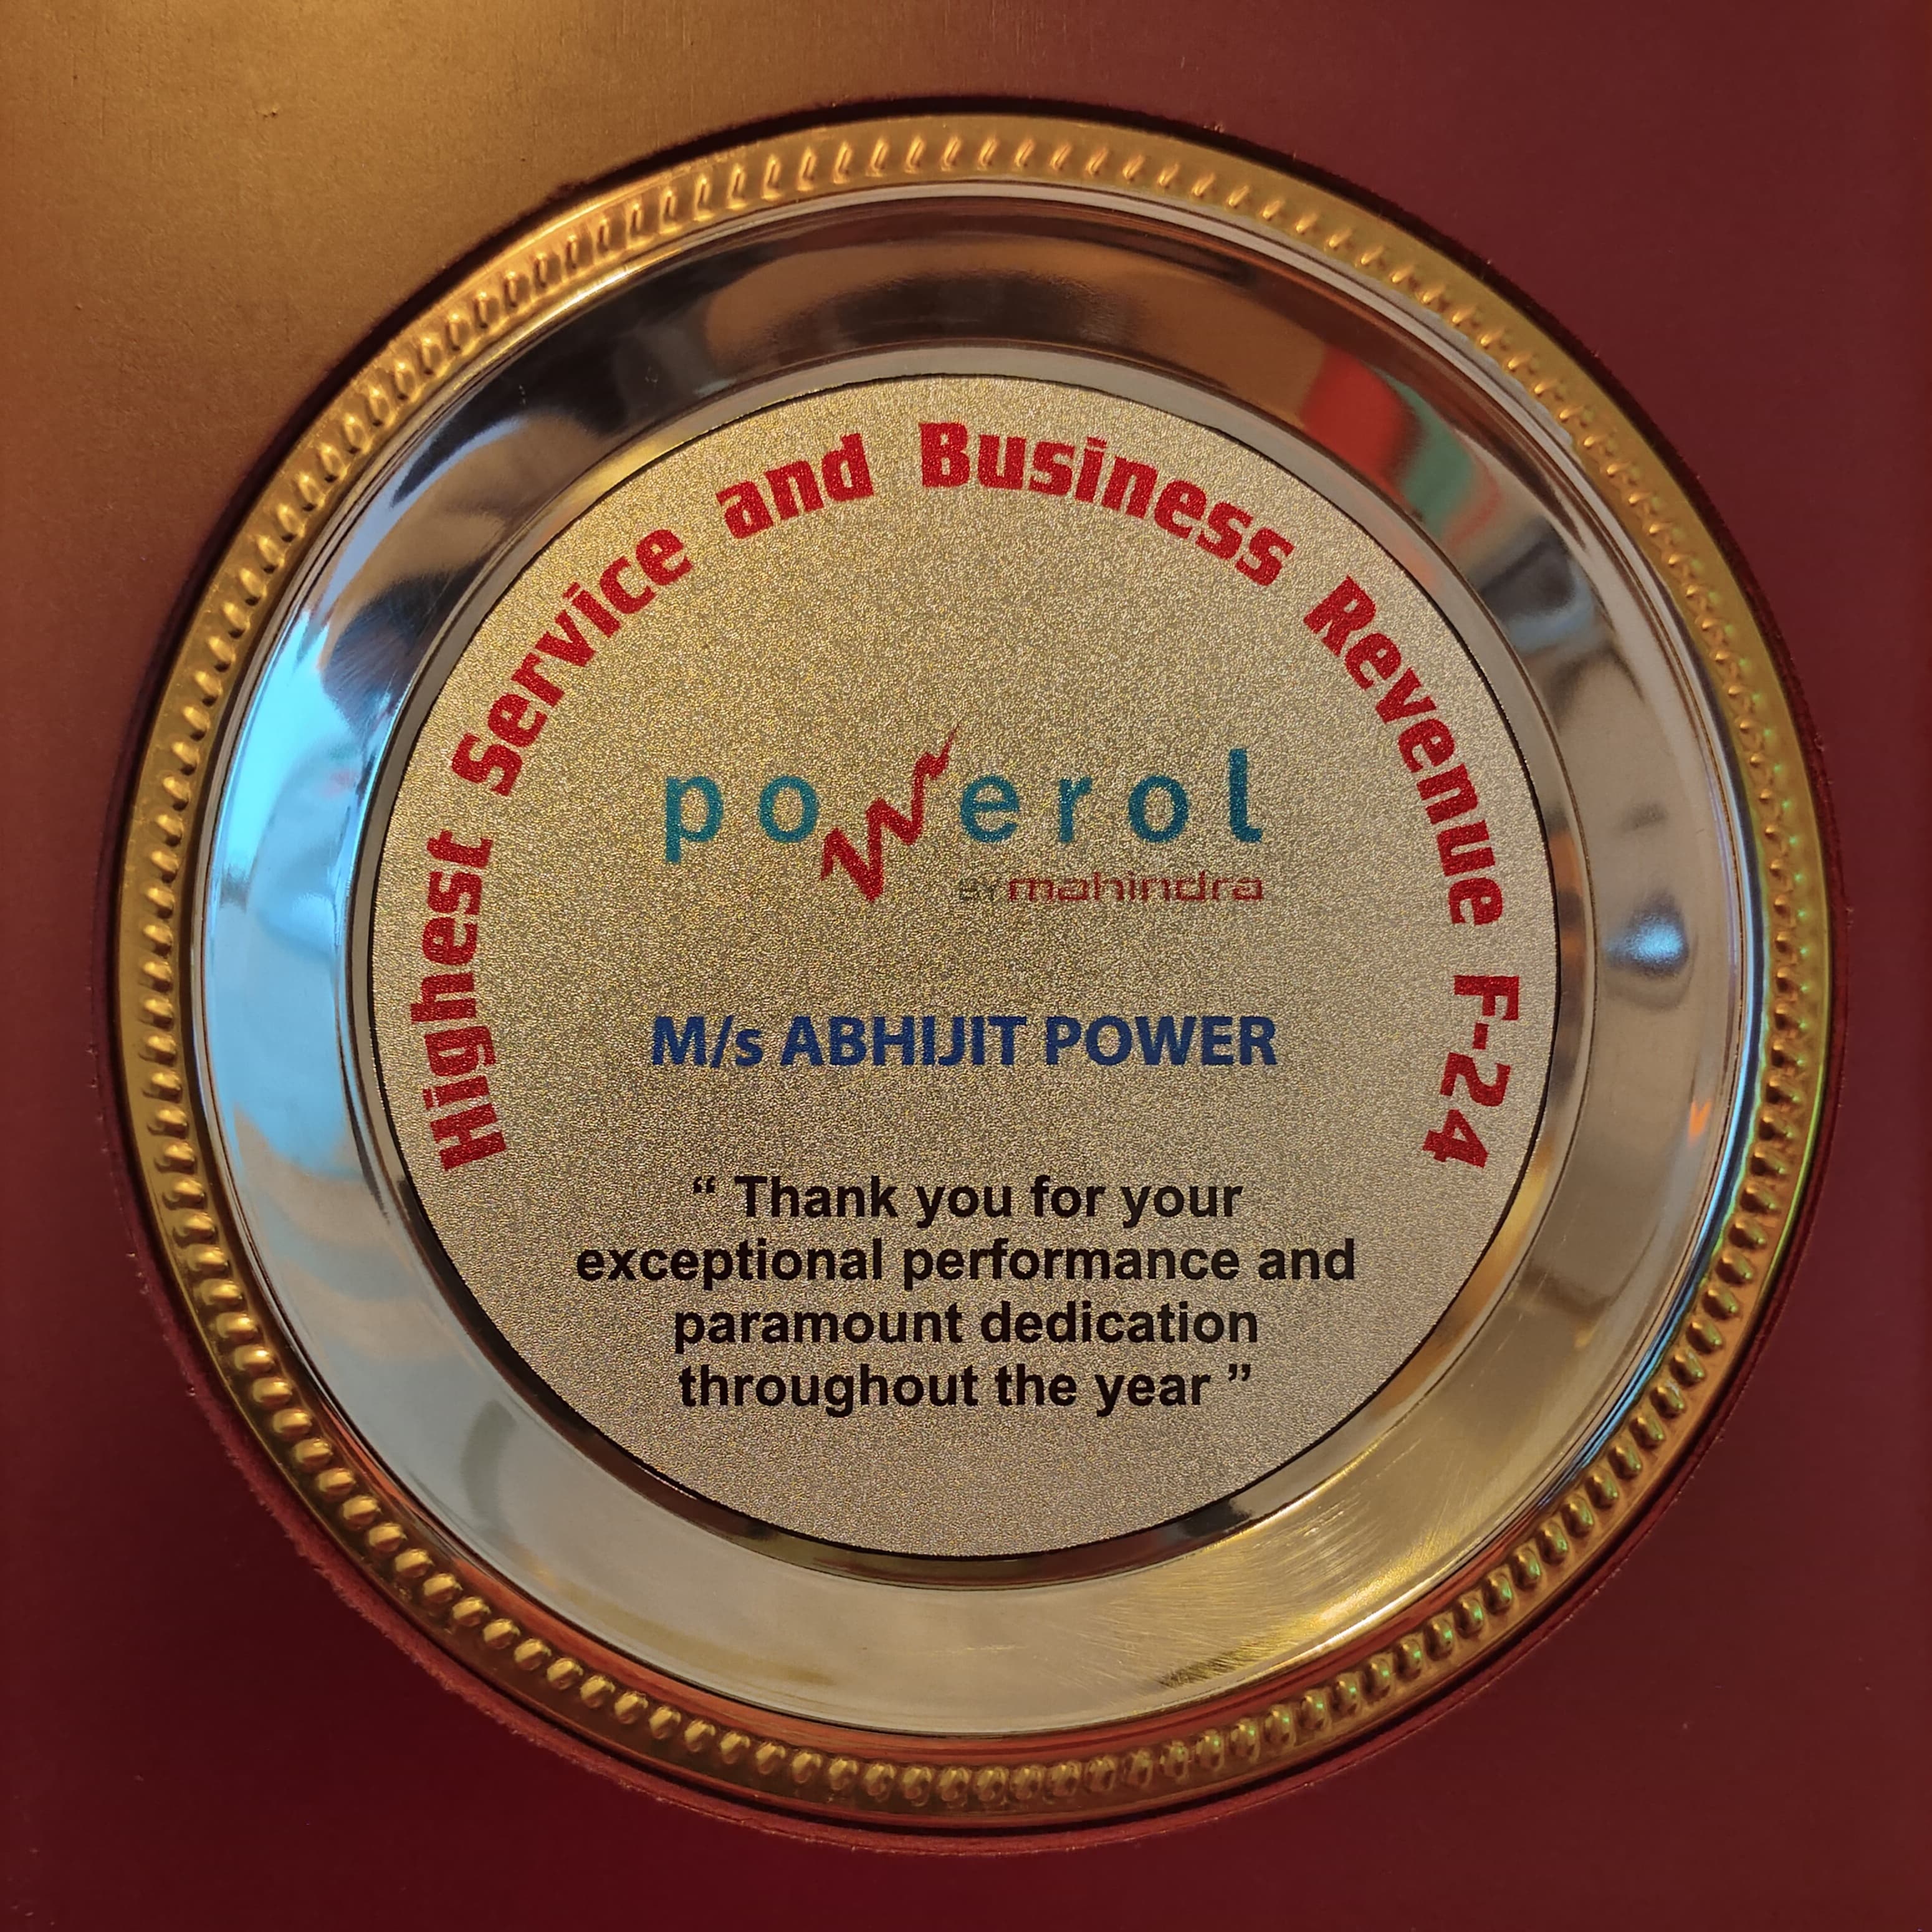 Highest Service and Business Revenue F-24
powerol
BY mahindra
M/s ABHIJIT POWER
“ Thank you for your
exceptional performance and
paramount dedication
throughout the year ”